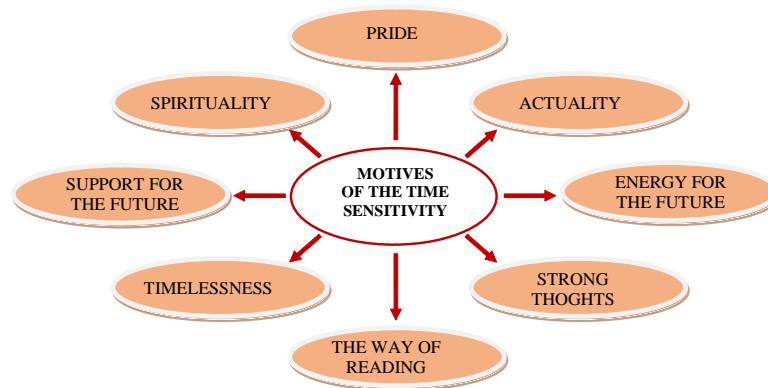 PRIDE
SPIRITUALITY
ACTUALITY
MOTIVES
OF THE TIME
SENSITIVITY
SUPPORT FOR
THE FUTURE
ENERGY FOR
THE FUTURE
TIMELESSNESS
STRONG
THOGHTS
THE WAY OF
READING